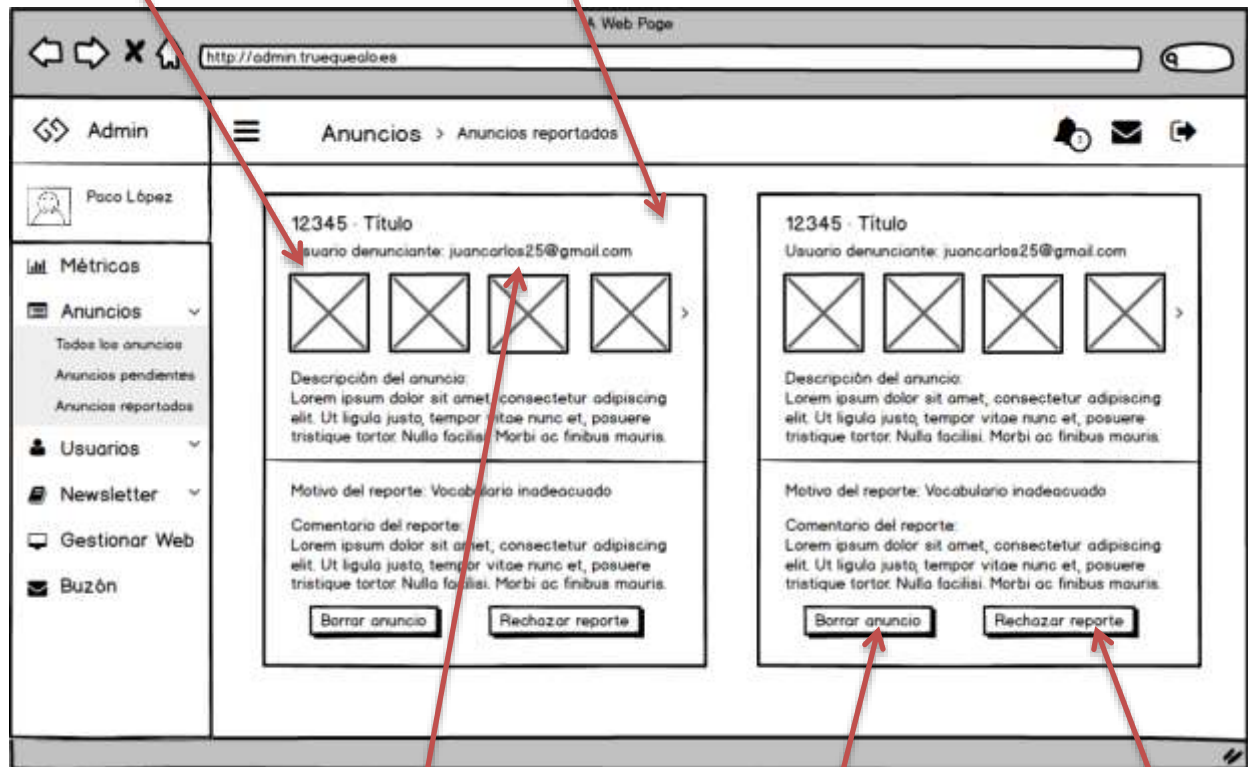 A Web Page
http://admin.truequealo.es
Admin
Anuncios > Anuncios reportados
1
Paco López
Métricas
Anuncios
Todos los anuncios
Anuncios pendientes
Anuncios reportados
Usuarios
Newsletter
Gestionar Web
Buzón
12345 - Título
Usuario denunciante: juancarlos25@gmail.com
Descripción del anuncio:
Lorem ipsum dolor sit amet, consectetur adipiscing
elit. Ut ligula justo, tempor vitae nunc et, posuere
tristique tortor. Nulla facilisi. Morbi ac finibus mauris.
Motivo del reporte: Vocabulario inadeacuado
Comentario del reporte:
Lorem ipsum dolor sit amet, consectetur adipiscing
elit. Ut ligula justo, tempor vitae nunc et, posuere
tristique tortor. Nulla facilisi. Morbi ac finibus mauris.
Borrar anuncio
Rechazar reporte
12345 - Título
Usuario denunciante: juancarlos25@gmail.com
Descripción del anuncio:
Lorem ipsum dolor sit amet, consectetur adipiscing
elit. Ut ligula justo, tempor vitae nunc et, posuere
tristique tortor. Nulla facilisi. Morbi ac finibus mauris.
Motivo del reporte: Vocabulario inadeacuado
Comentario del reporte:
Lorem ipsum dolor sit amet, consectetur adipiscing
elit. Ut ligula justo, tempor vitae nunc et, posuere
tristique tortor. Nulla facilisi. Morbi ac finibus mauris.
Borrar anuncio
Rechazar reporte